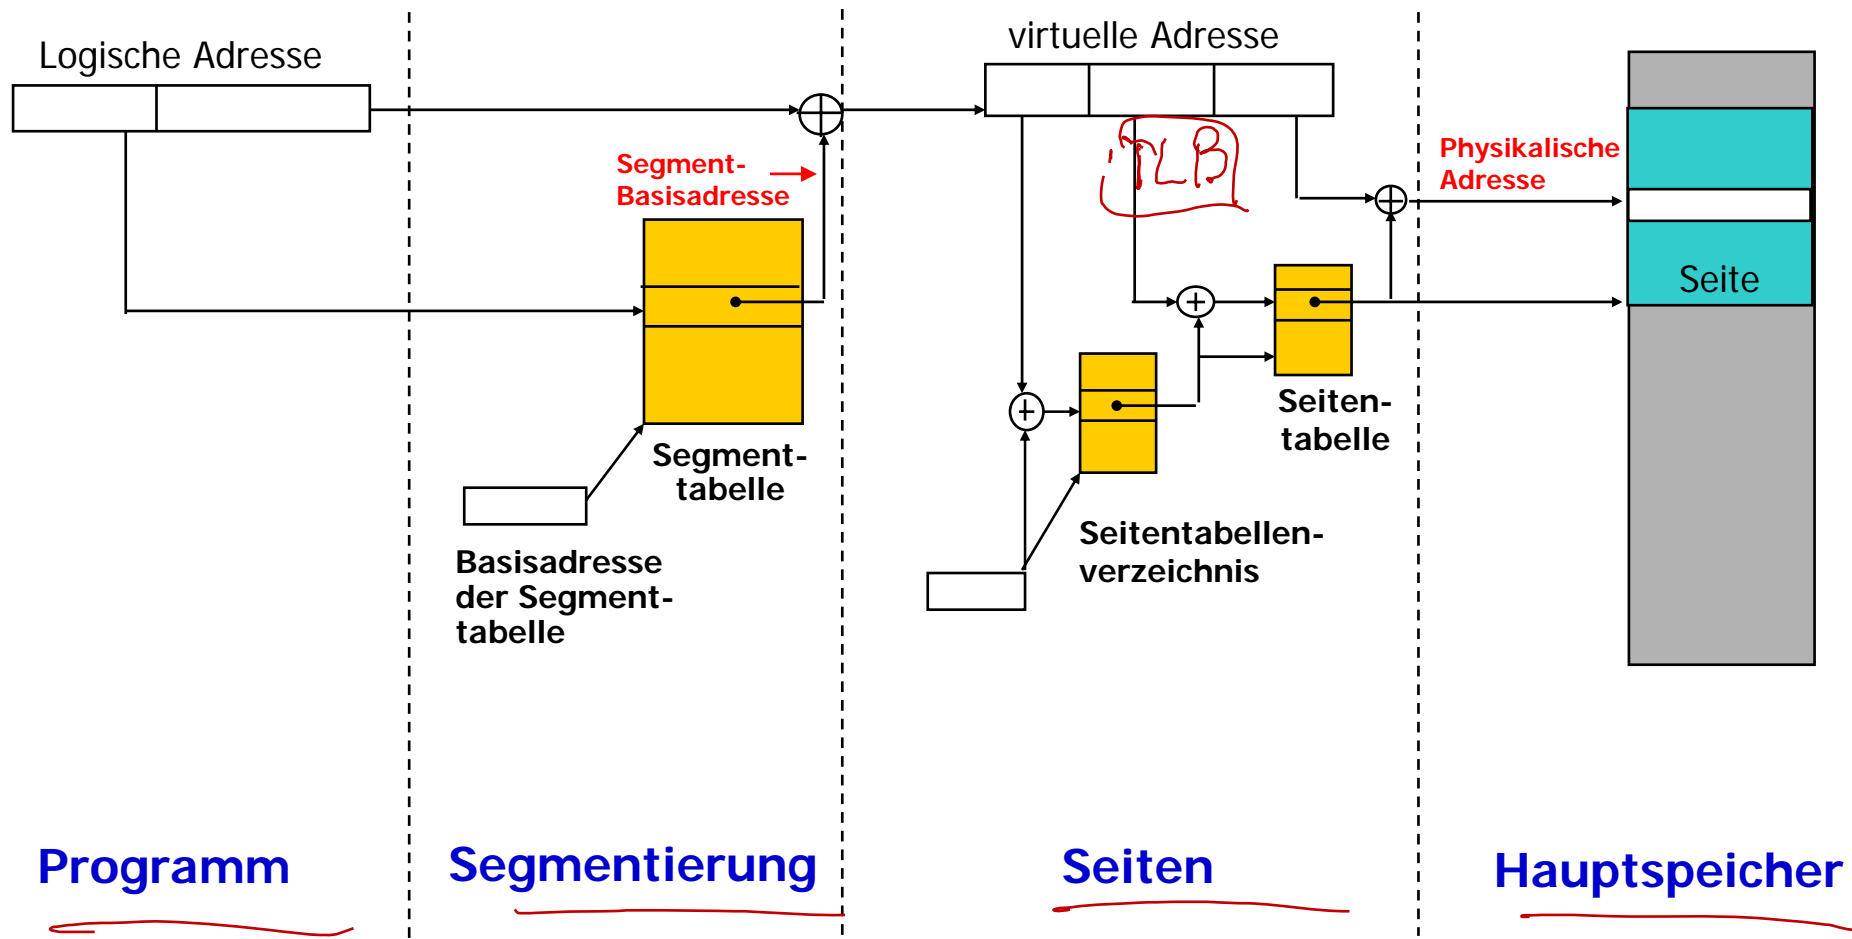 Logische Adresse
virtuelle Adresse
TLB
Segment-
Basisadresse
Physikalische
Adresse
Seite
Segment-
tabelle
Seiten-
tabelle
Basisadresse
der Segment-
tabelle
Seitentabellen-
verzeichnis
Programm
Segmentierung
Seiten
Hauptspeicher